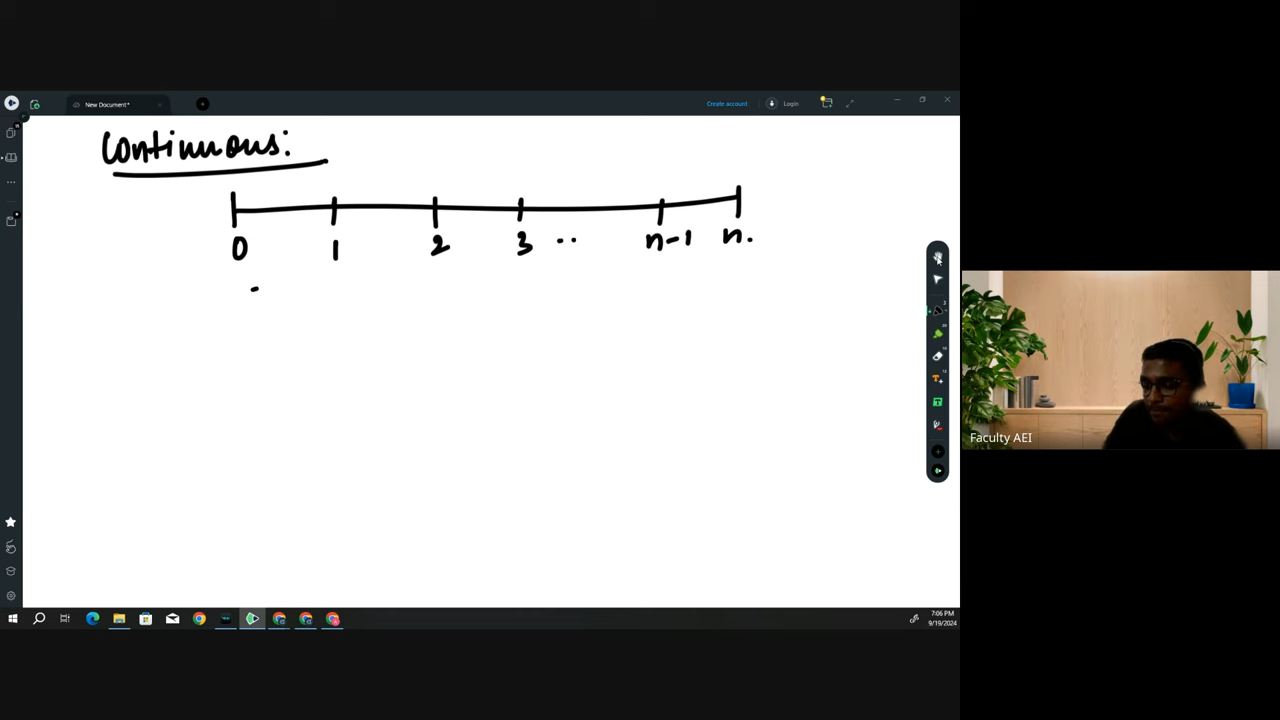 New Document*
Create account
Login
Continuous:
0 1 2 3 .. n-1 n.
Faculty AEI
7:06 PM
9/19/2024